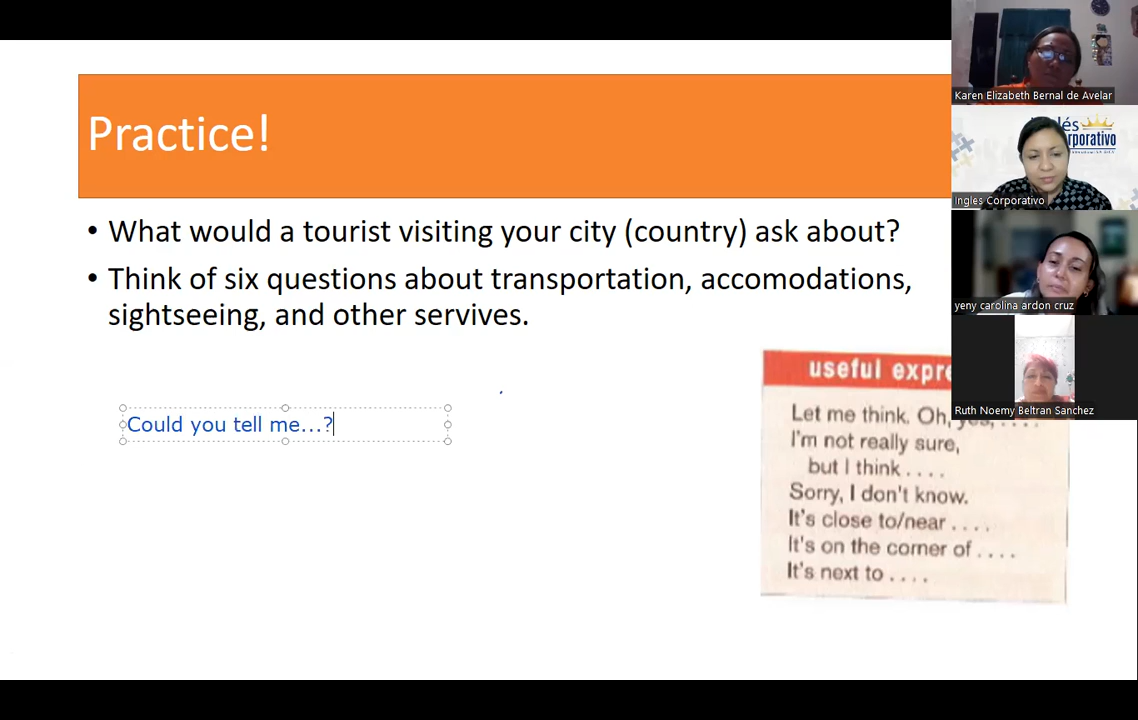 Practice!
• What would a tourist visiting your city (country) ask about?
• Think of six questions about transportation, accomodations,
sightseeing, and other servives.
Could you tell me...?
useful expre
Let me think. Oh, yes, ....
I'm not really sure,
but I think ....
Sorry, I don't know.
It's close to/near ....
It's on the corner of ....
It's next to ....
Karen Elizabeth Bernal de Avelar
glés
rporativo
Ingles Corporativo
yeny carolina ardon cruz
Ruth Noemy Beltran Sanchez